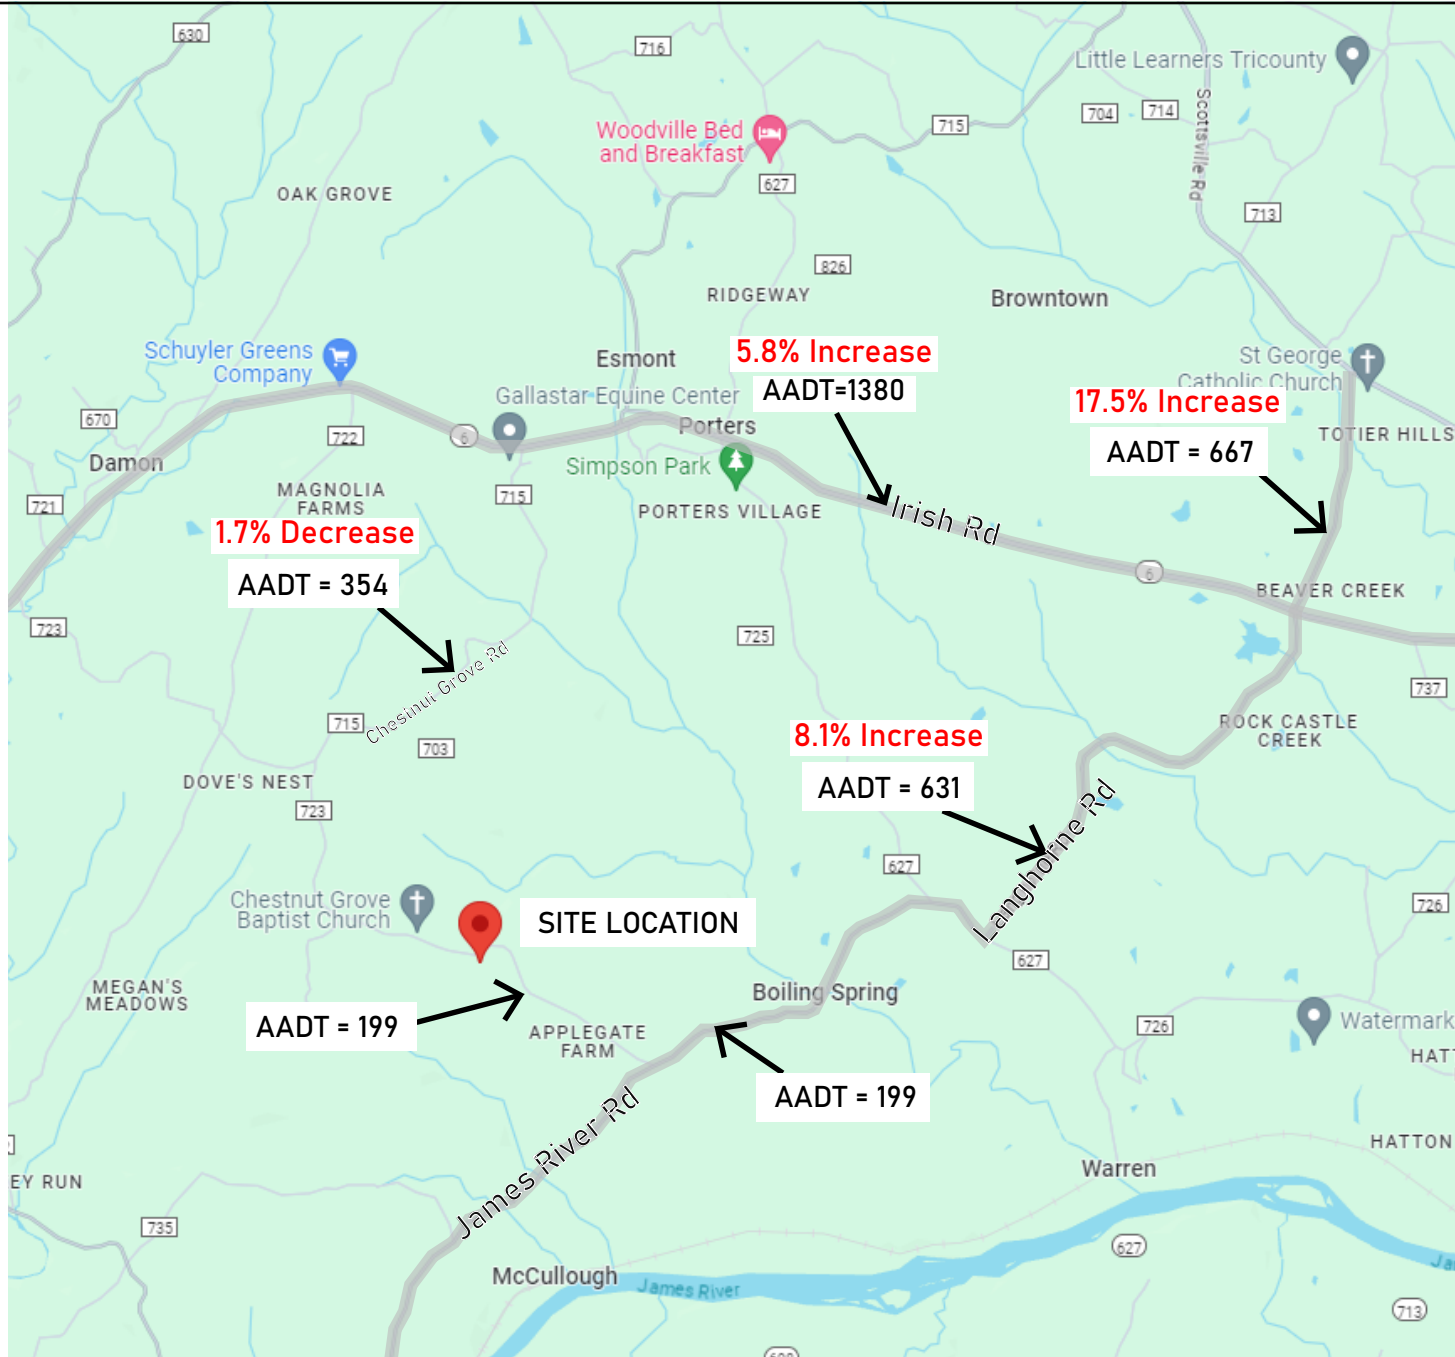 630
716
Little Learners Tricounty
704
714
715
Scottsville Rd
Woodville Bed
and Breakfast
627
OAK GROVE
713
826
RIDGEWAY
Browntown
Schuyler Greens
Company
Esmont
5.8% Increase
AADT=1380
St George
Catholic Church
Gallastar Equine Center
17.5% Increase
670
722
6
Porters
TOTIER HILLS
Damon
Simpson Park
AADT = 667
MAGNOLIA
FARMS
715
721
PORTERS VILLAGE
Irish Rd
1.7% Decrease
AADT = 354
6
BEAVER CREEK
723
725
Chesinui Grove Rd
737
715
703
8.1% Increase
ROCK CASTLE
CREEK
DOVE'S NEST
AADT = 631
723
Langhorne Rd
627
Chestnut Grove
Baptist Church
SITE LOCATION
726
627
MEGAN'S
MEADOWS
Boiling Spring
AADT = 199
APPLEGATE
FARM
726
Watermark
HAT
AADT = 199
James River Rd
HATTON
EY RUN
Warren
735
627
McCullough
James River
Ja
713